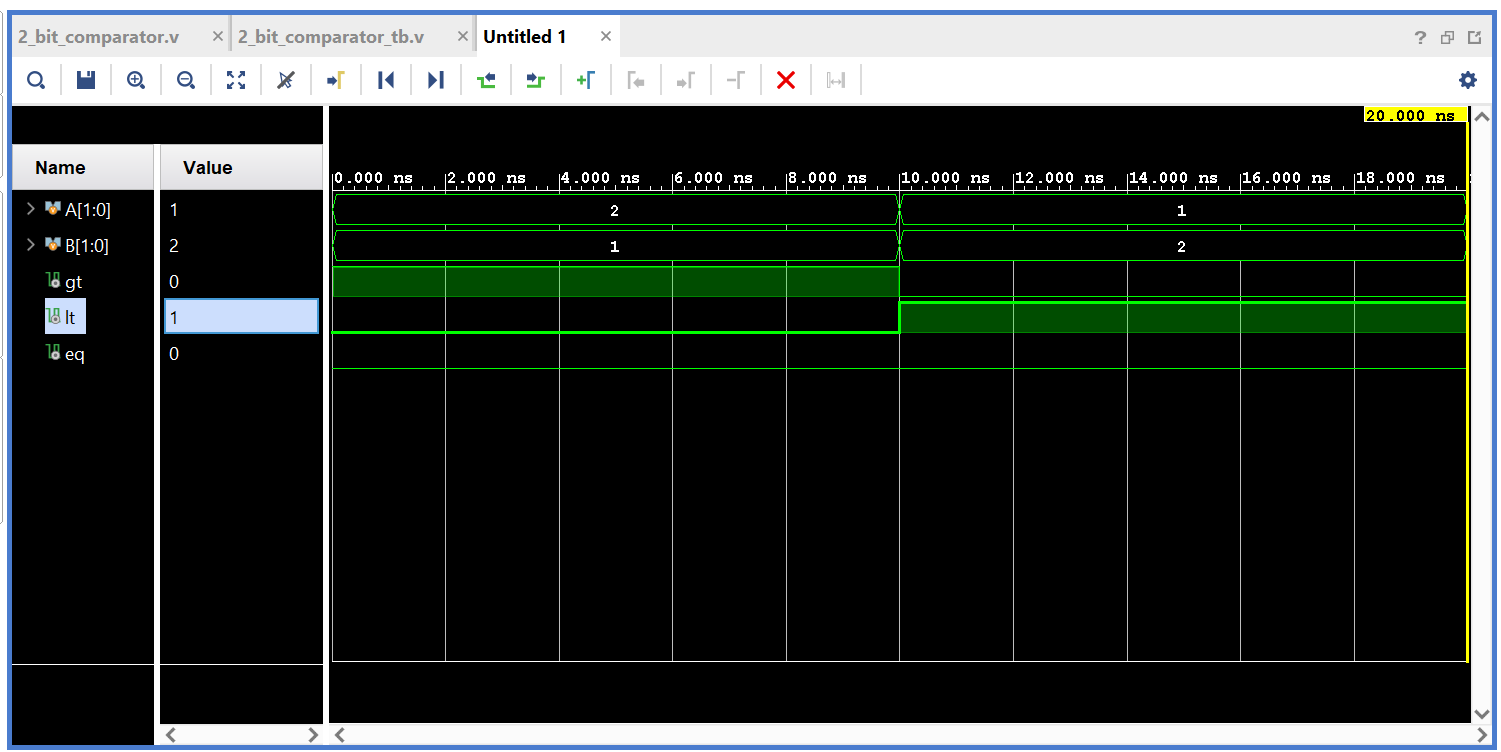 2_bit_comparator.v 2_bit_comparator_tb.v Untitled 1
20.000 ns
Name Value
0.000 ns 2.000 ns 4.000 ns 6.000 ns 8.000 ns 10.000 ns 12.000 ns 14.000 ns 16.000 ns 18.000 ns
A[1:0] 1 2 1
B[1:0] 2 1 2
gt 0
lt 1
eq 0